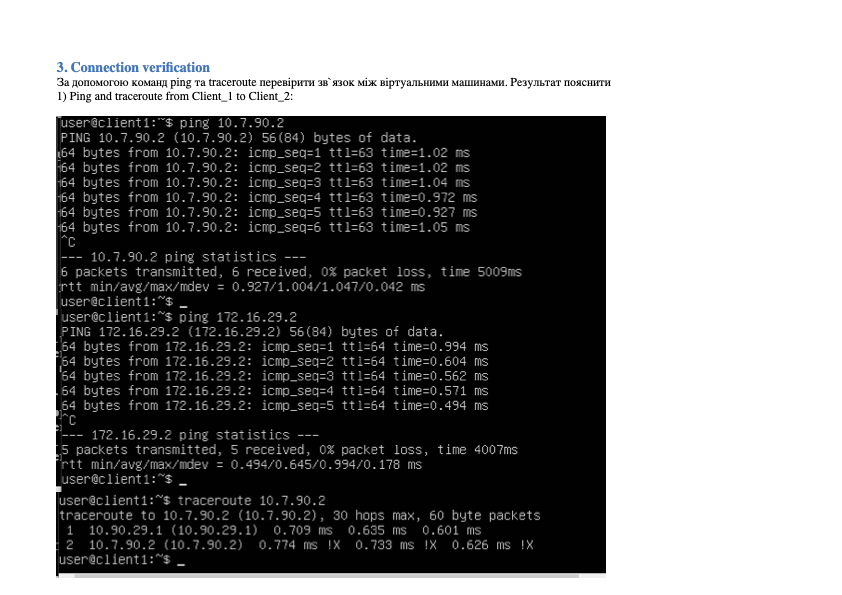 3. Connection verification
За допомогою команд ping та traceroute перевірити зв`язок між віртуальними машинами. Результат пояснити
1) Ping and traceroute from Client_1 to Client_2:
user@client1:~$ ping 10.7.90.2
PING 10.7.90.2 (10.7.90.2) 56(84) bytes of data.
64 bytes from 10.7.90.2: icmp_seq=1 ttl=63 time=1.02 ms
64 bytes from 10.7.90.2: icmp_seq=2 ttl=63 time=1.02 ms
64 bytes from 10.7.90.2: icmp_seq=3 ttl=63 time=1.04 ms
64 bytes from 10.7.90.2: icmp_seq=4 ttl=63 time=0.972 ms
64 bytes from 10.7.90.2: icmp_seq=5 ttl=63 time=0.927 ms
64 bytes from 10.7.90.2: icmp_seq=6 ttl=63 time=1.05 ms
^C
--- 10.7.90.2 ping statistics ---
6 packets transmitted, 6 received, 0% packet loss, time 5009ms
rtt min/avg/max/mdev = 0.927/1.004/1.047/0.042 ms
user@client1:~$ _
user@client1:~$ ping 172.16.29.2
PING 172.16.29.2 (172.16.29.2) 56(84) bytes of data.
64 bytes from 172.16.29.2: icmp_seq=1 ttl=64 time=0.994 ms
64 bytes from 172.16.29.2: icmp_seq=2 ttl=64 time=0.604 ms
64 bytes from 172.16.29.2: icmp_seq=3 ttl=64 time=0.562 ms
64 bytes from 172.16.29.2: icmp_seq=4 ttl=64 time=0.571 ms
64 bytes from 172.16.29.2: icmp_seq=5 ttl=64 time=0.494 ms
^C
--- 172.16.29.2 ping statistics ---
5 packets transmitted, 5 received, 0% packet loss, time 4007ms
rtt min/avg/max/mdev = 0.494/0.645/0.994/0.178 ms
user@client1:~$ _
user@client1:~$ traceroute 10.7.90.2
traceroute to 10.7.90.2 (10.7.90.2), 30 hops max, 60 byte packets
1 10.90.29.1 (10.90.29.1) 0.709 ms 0.635 ms 0.601 ms
2 10.7.90.2 (10.7.90.2) 0.774 ms !X 0.733 ms !X 0.626 ms !X
user@client1:~$ _